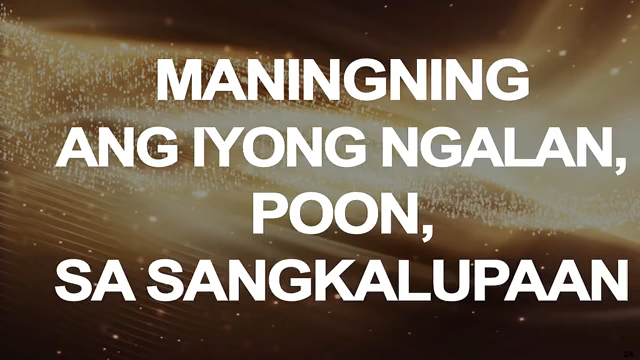 MANINGNING
ANG IYONG NGALAN,
POON,
SA SANGKALUPAAN